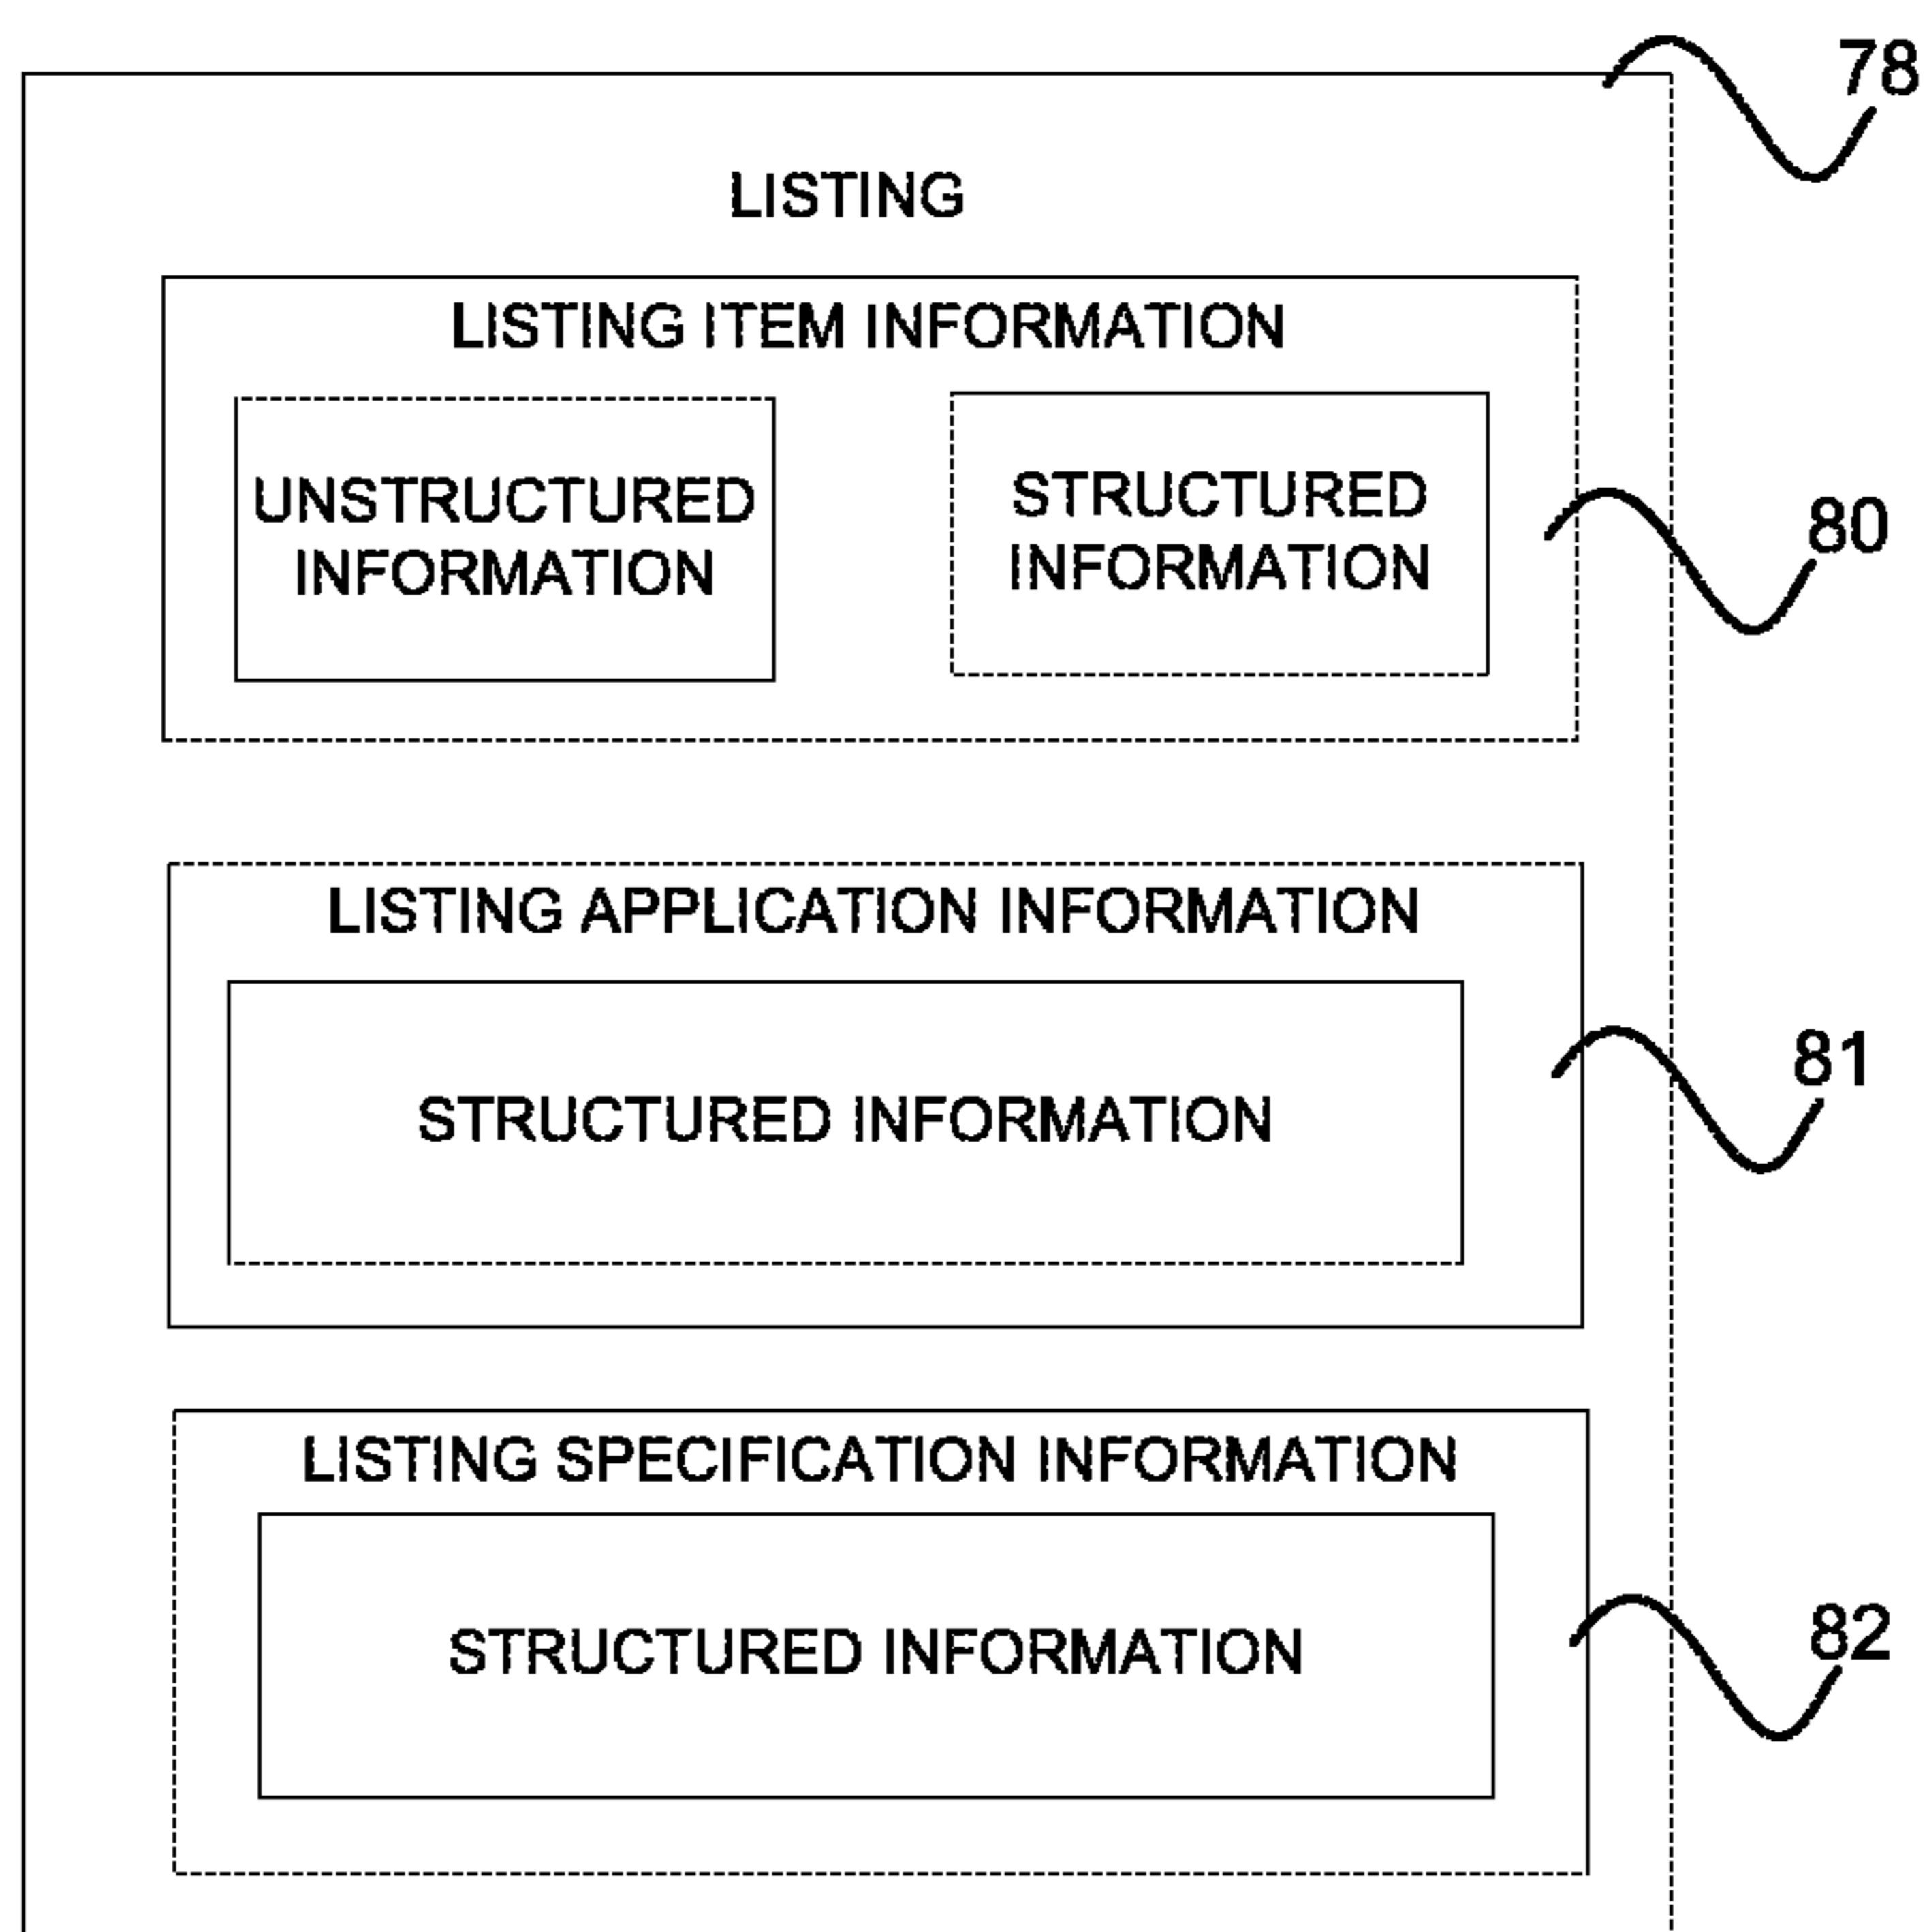 78
LISTING
LISTING ITEM INFORMATION
UNSTRUCTURED
INFORMATION
STRUCTURED
INFORMATION
80
LISTING APPLICATION INFORMATION
STRUCTURED INFORMATION
81
LISTING SPECIFICATION INFORMATION
STRUCTURED INFORMATION
82